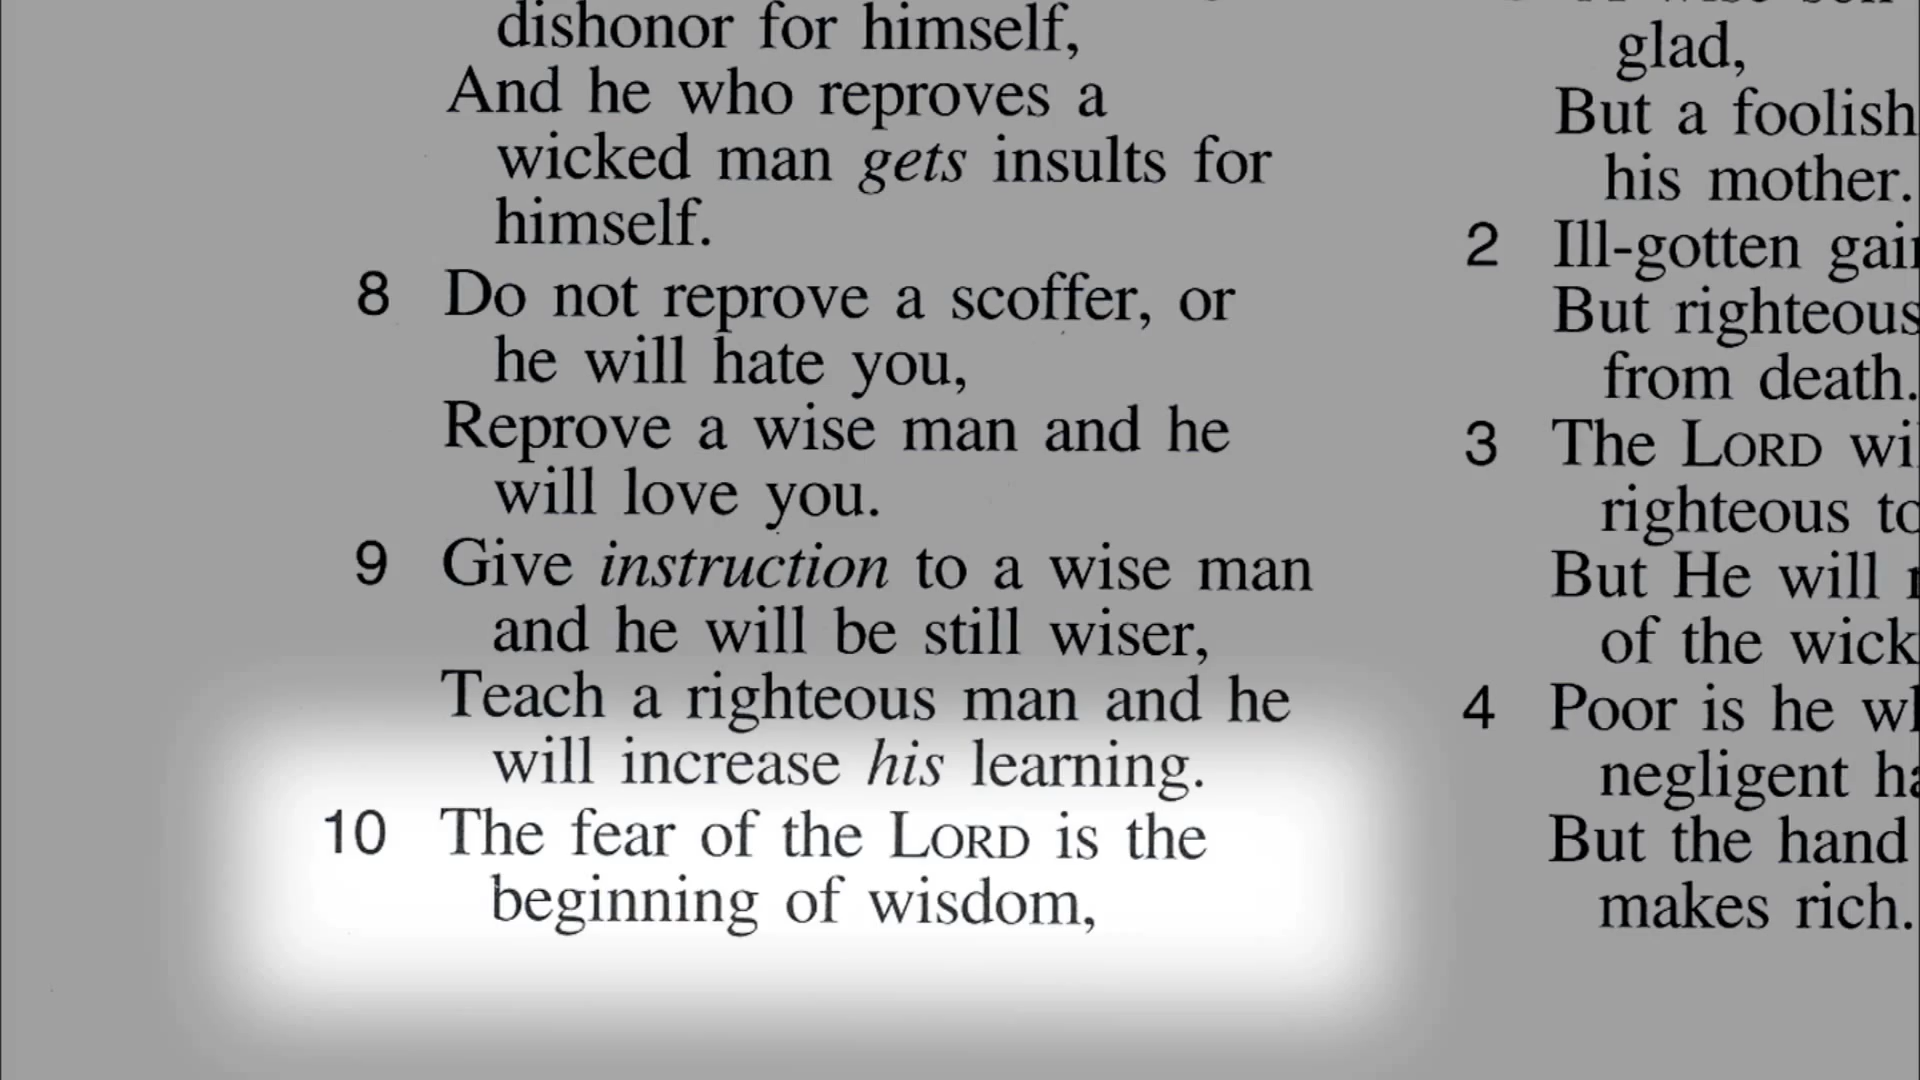 dishonor for himself,
And he who reproves a
wicked man gets insults for
himself.
8 Do not reprove a scoffer, or
he will hate you,
Reprove a wise man and he
will love you.
9 Give instruction to a wise man
and he will be still wiser,
Teach a righteous man and he
will increase his learning.
10 The fear of the LORD is the
beginning of wisdom,
glad,
But a foolish
his mother.
2 Ill-gotten
But
from death.
3 The LORD
righteous
But He will
of the
4 Poor is he
negligent
But the hand
makes rich.